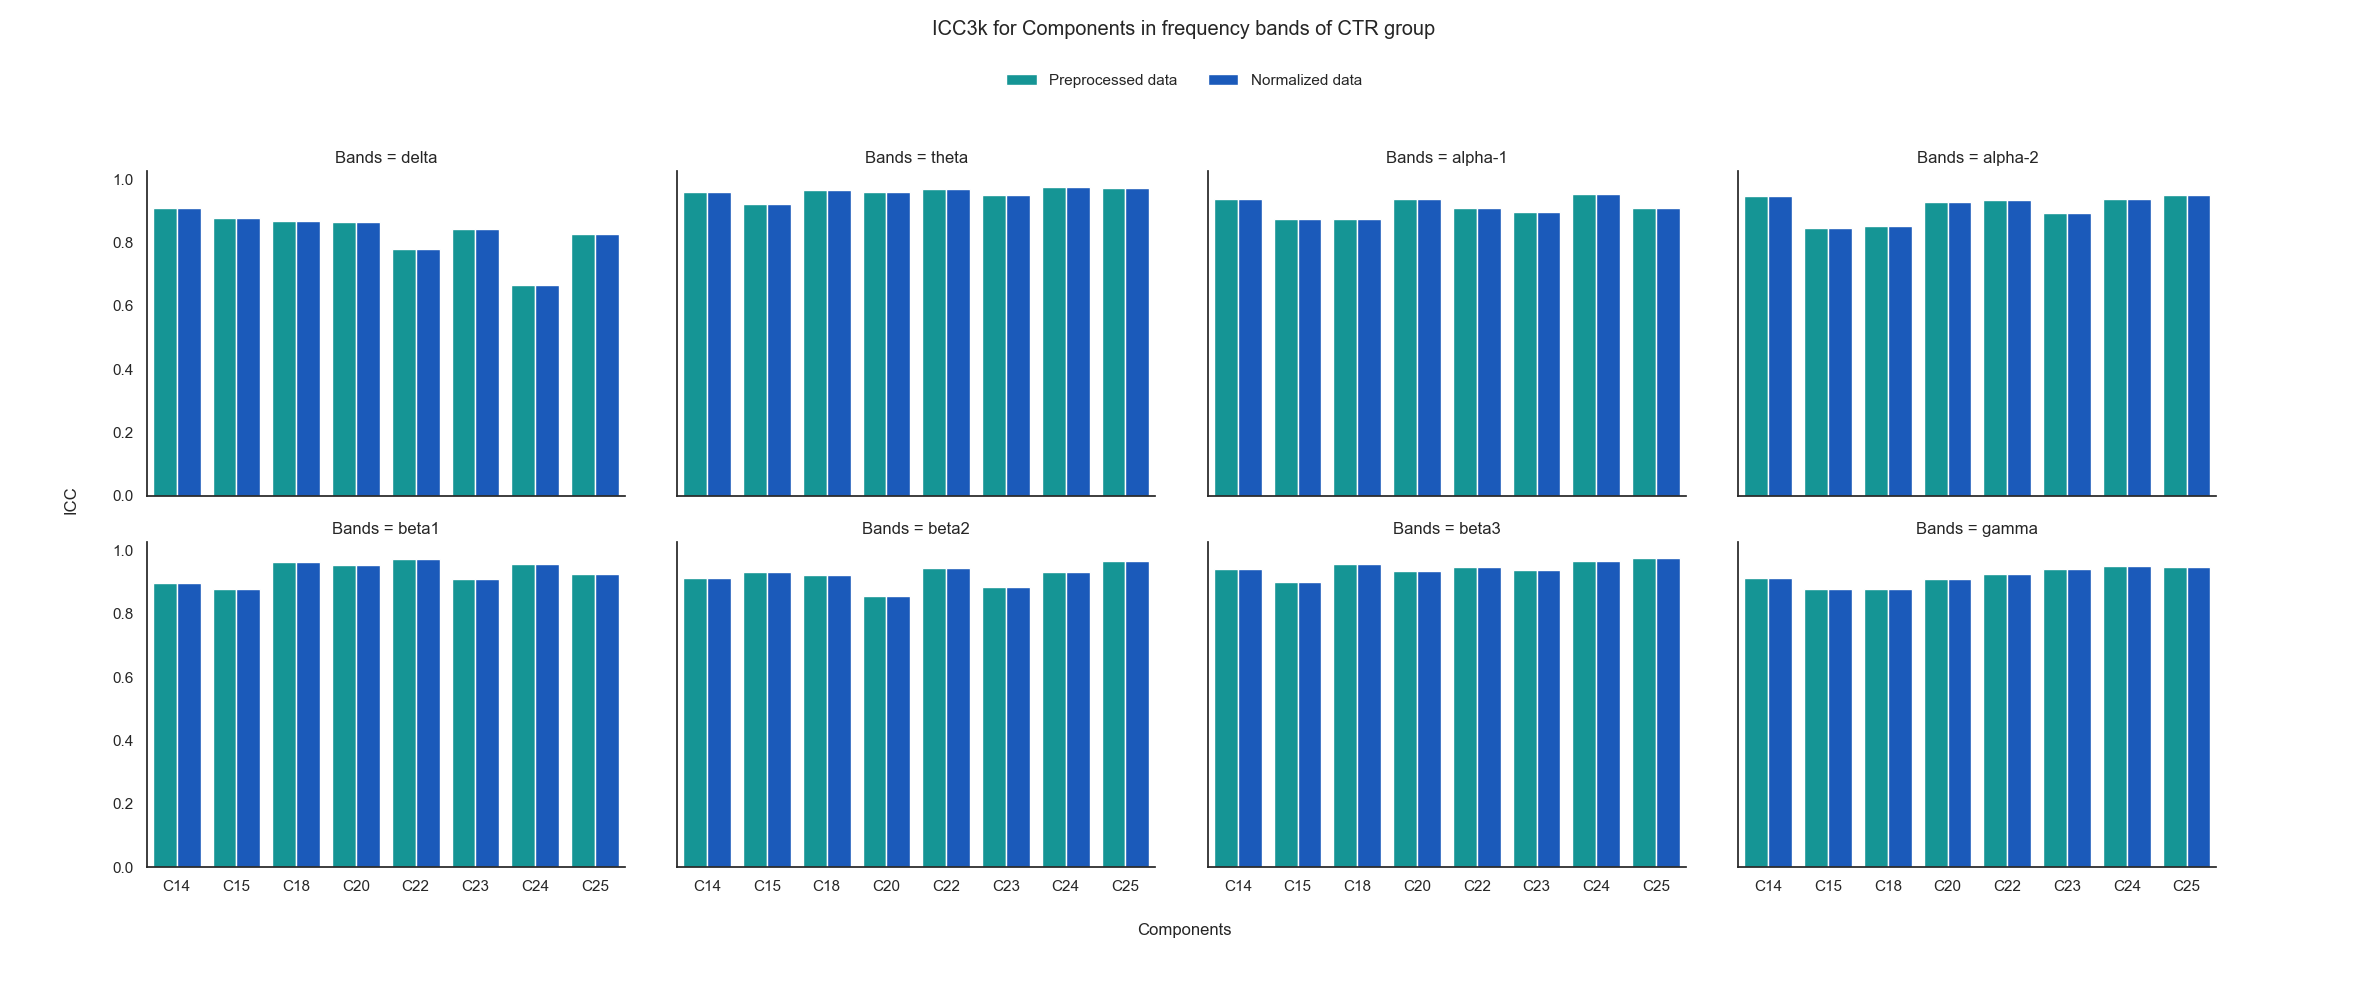 ICC3k for Components in frequency bands of CTR group
Preprocessed data Normalized data
Bands = delta Bands = theta Bands = alpha-1 Bands = alpha-2
1.0
0.8
0.6
0.4
0.2
0.0
ICC
Bands = beta1 Bands = beta2 Bands = beta3 Bands = gamma
1.0
0.8
0.6
0.4
0.2
0.0
C14 C15 C18 C20 C22 C23 C24 C25 C14 C15 C18 C20 C22 C23 C24 C25 C14 C15 C18 C20 C22 C23 C24 C25 C14 C15 C18 C20 C22 C23 C24 C25
Components